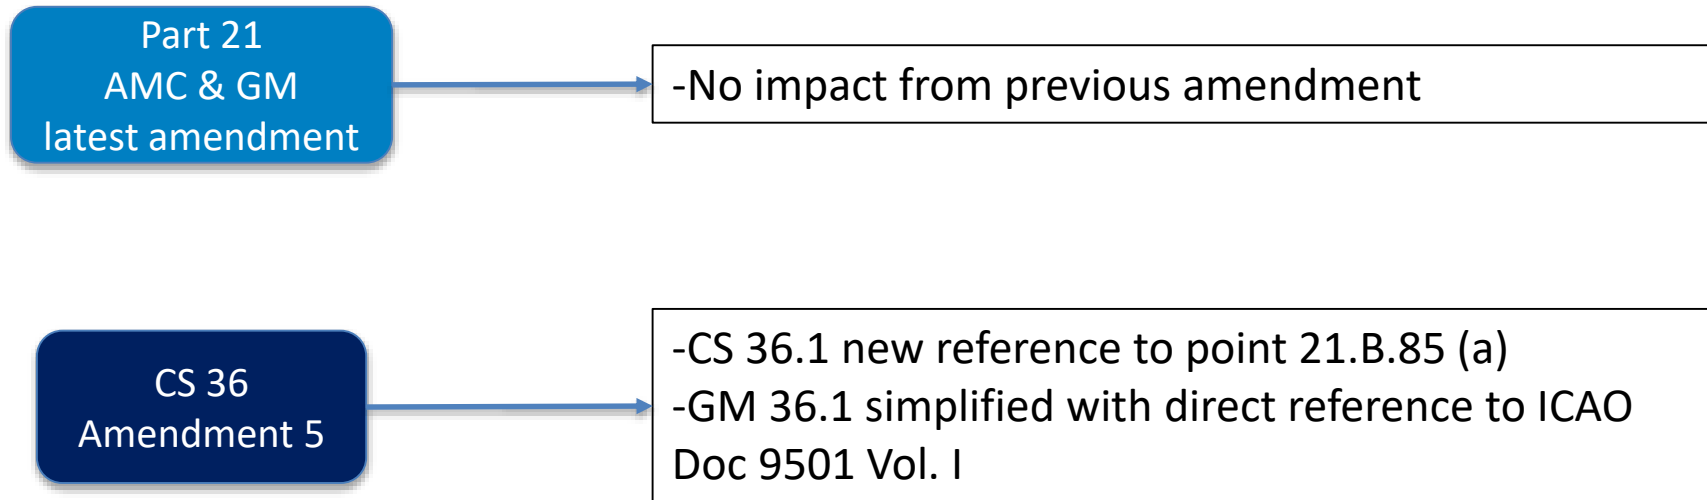 Part 21
AMC & GM
latest amendment
-No impact from previous amendment
CS 36
Amendment 5
-CS 36.1 new reference to point 21.B.85 (a)
-GM 36.1 simplified with direct reference to ICAO
Doc 9501 Vol. I